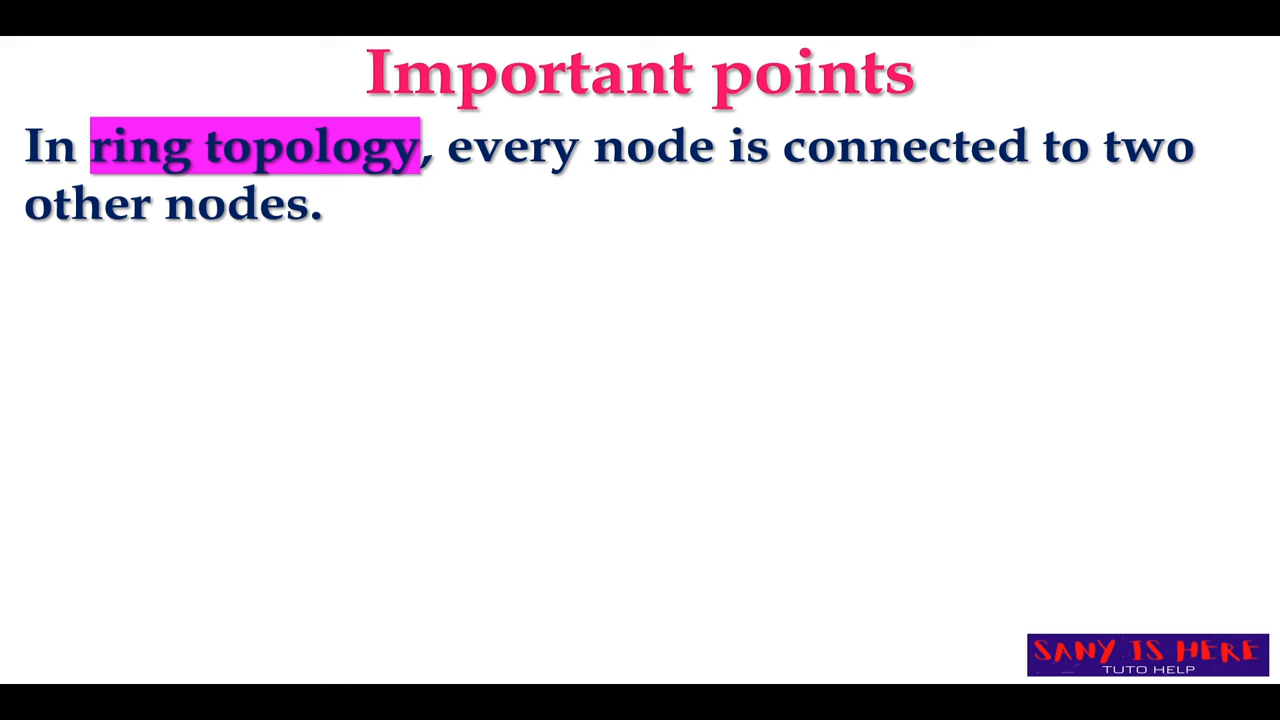 Important points
In ring topology, every node is connected to two
other nodes.
SANY IS HERE
TUTO HELP